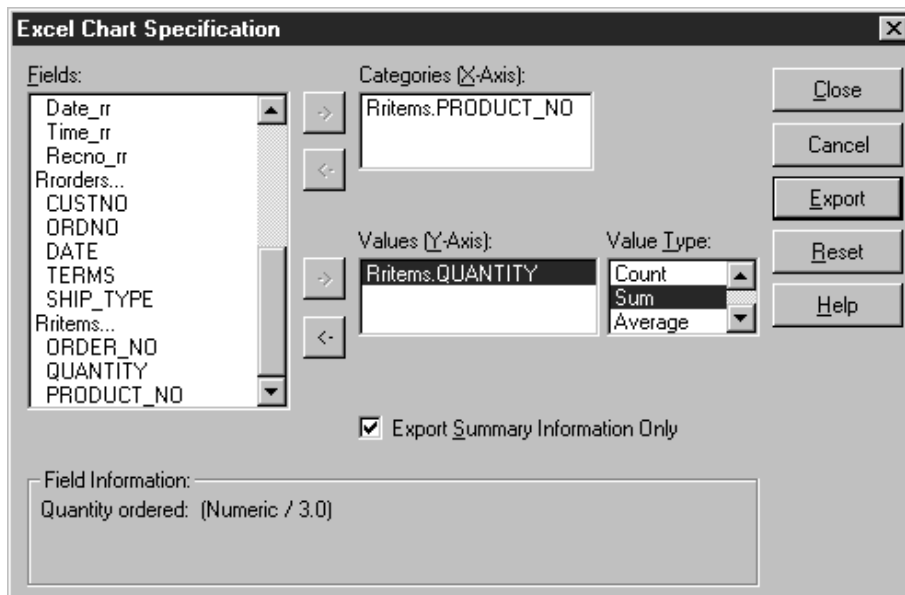 Excel Chart Specification
Fields:
Date_rr
Time_rr
Recno_rr
Rrorders...
CUSTNO
ORDNO
DATE
TERMS
SHIP_TYPE
Rritems...
ORDER_NO
QUANTITY
PRODUCT_NO
->
<-
->
<-
Categories (X-Axis):
Rritems.PRODUCT_NO
Values (Y-Axis):
Rritems.QUANTITY
Value Type:
Count
Sum
Average
Export Summary Information Only
Close
Cancel
Export
Reset
Help
Field Information:
Quantity ordered: (Numeric / 3.0)